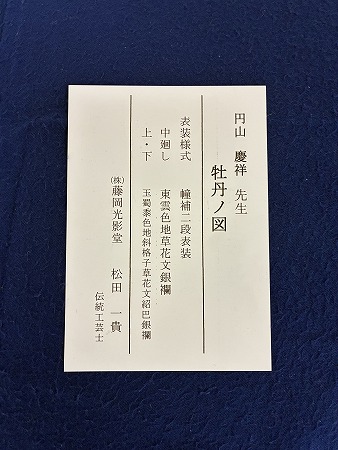 円山 慶祥 先生
牡丹ノ図
表装様式 幢補二段表装
中廻し 東雲色地草花文銀襴
上・下 玉蜀黍色地斜格子草花文紹巴銀襴
㈱藤岡光影堂 松田 一貴
伝統工芸士